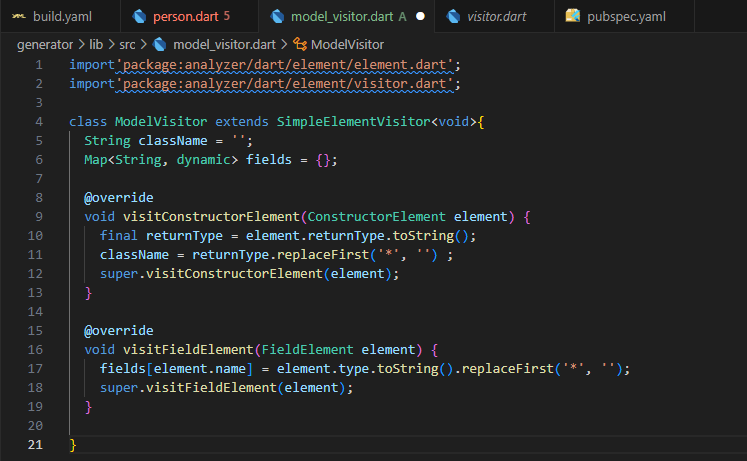 build.yaml person.dart 5 model_visitor.dart A visitor.dart pubspec.yaml
generator > lib > src > model_visitor.dart > ModelVisitor
1 import'package:analyzer/dart/element/element.dart';
2 import'package:analyzer/dart/element/visitor.dart';
3
4 class ModelVisitor extends SimpleElementVisitor<void>{
5   String className = '';
6   Map<String, dynamic> fields = {};
7
8   @override
9   void visitConstructorElement(ConstructorElement element) {
10     final returnType = element.returnType.toString();
11     className = returnType.replaceFirst('*', '') ;
12     super.visitConstructorElement(element);
13   }
14
15   @override
16   void visitFieldElement(FieldElement element) {
17     fields[element.name] = element.type.toString().replaceFirst('*', '');
18     super.visitFieldElement(element);
19   }
20
21 }